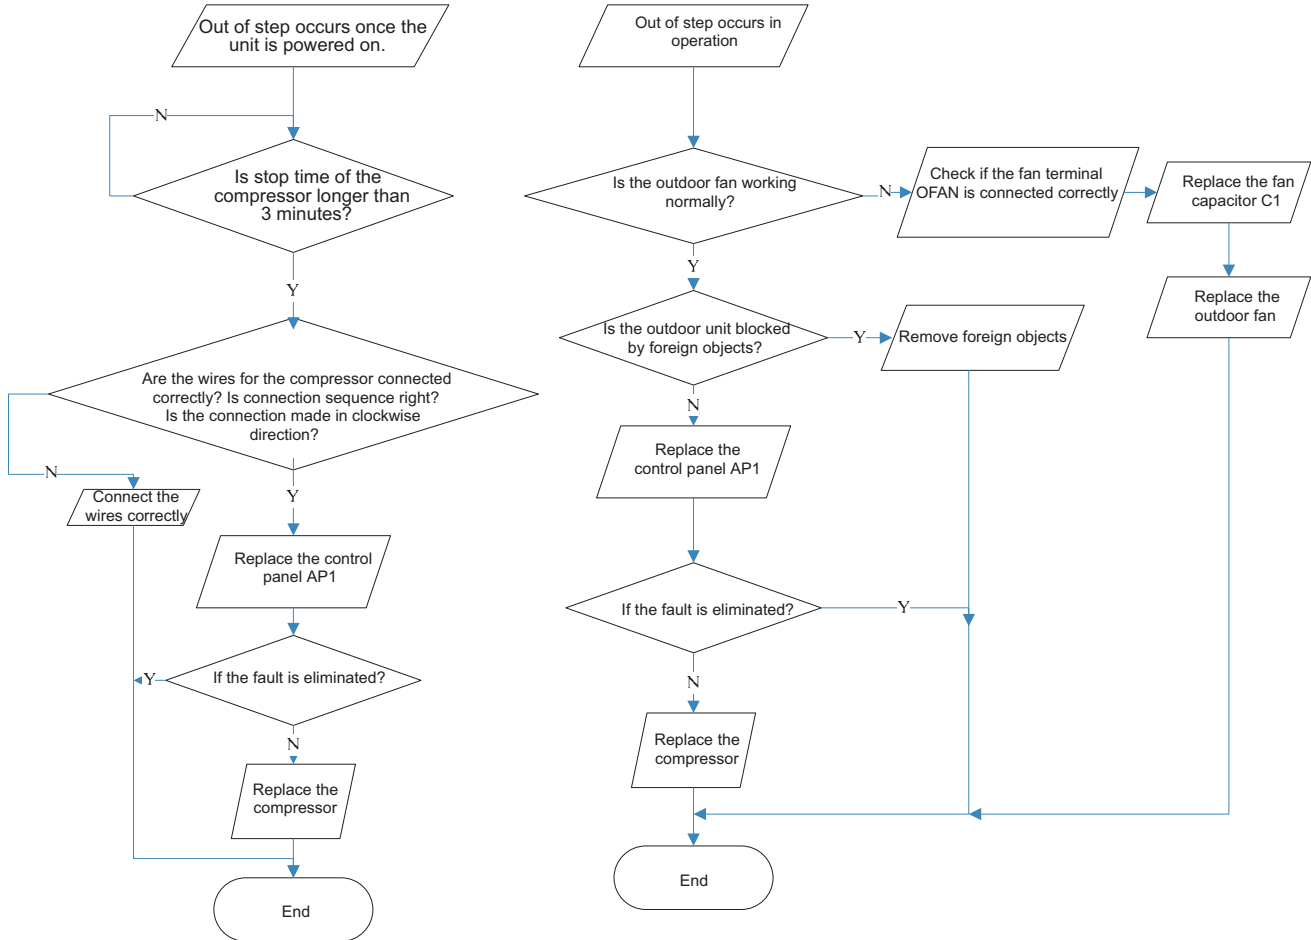 Out of step occurs once the
unit is powered on.
N
Is stop time of the
compressor longer than
3 minutes?
Y
Are the wires for the compressor connected
correctly? Is connection sequence right?
Is the connection made in clockwise
direction?
N
Connect the
wires correctly
Y
Replace the control
panel AP1
If the fault is eliminated?
Y
N
Replace the
compressor
End
Out of step occurs in
operation
Is the outdoor fan working
normally?
N
Check if the fan terminal
OFAN is connected correctly
Replace the fan
capacitor C1
Replace the
outdoor fan
Y
Is the outdoor unit blocked
by foreign objects?
Y
Remove foreign objects
N
Replace the
control panel AP1
If the fault is eliminated?
Y
N
Replace the
compressor
End